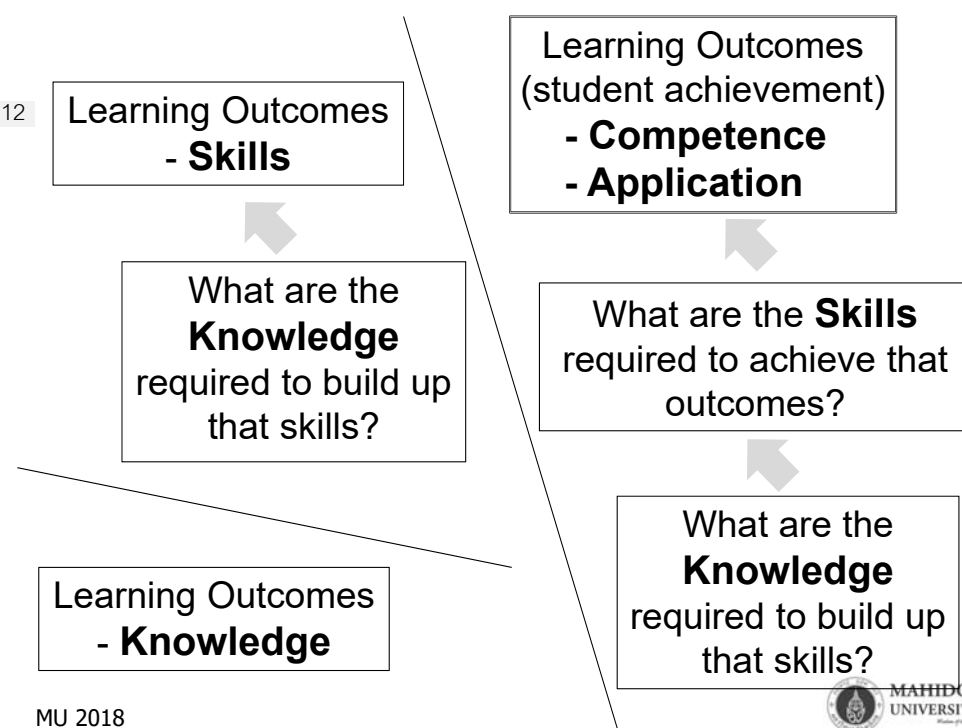 12
Learning Outcomes
- Skills
What are the
Knowledge
required to build up
that skills?
Learning Outcomes
- Knowledge
Learning Outcomes
(student achievement)
- Competence
- Application
What are the Skills
required to achieve that
outcomes?
What are the
Knowledge
required to build up
that skills?
MU 2018